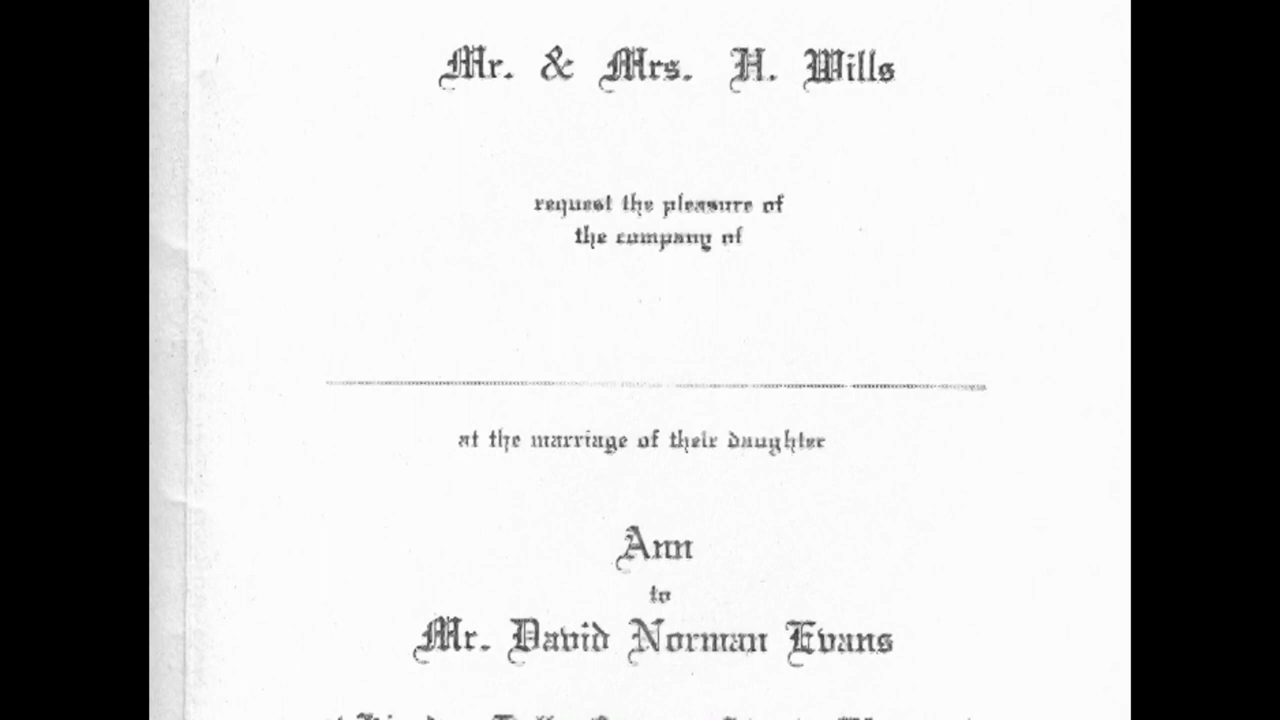 Mr. & Mrs. H. Wills
request the pleasure of
the company of
at the marriage of their daughter
Ann
to
Mr. David Norman Evans